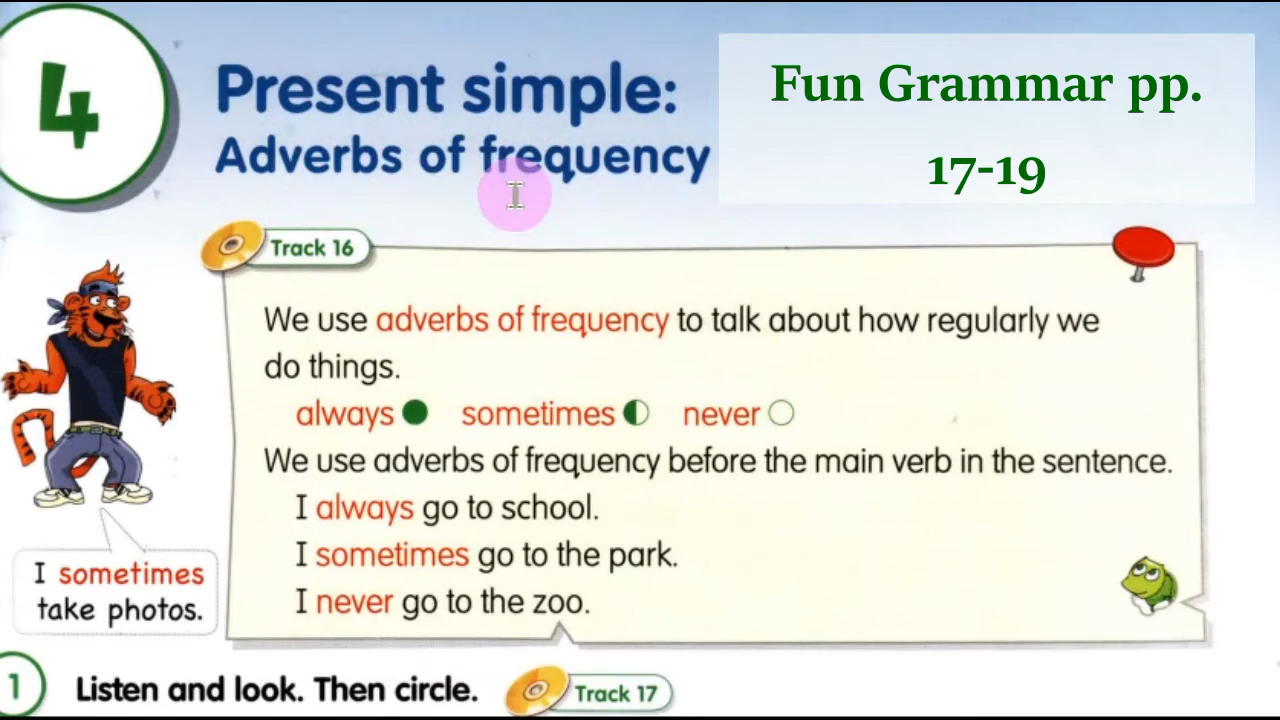 4
Present simple:
Adverbs of frequency
Fun Grammar pp.
17-19
Track 16
We use adverbs of frequency to talk about how regularly we
do things.
always sometimes never
We use adverbs of frequency before the main verb in the sentence.
I always go to school.
I sometimes go to the park.
I never go to the zoo.
I sometimes
take photos.
1 Listen and look. Then circle. Track 17